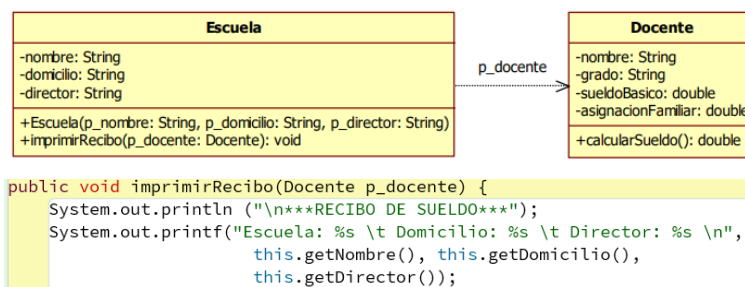 Escuela
-nombre: String
-domicilio: String
-director: String
+Escuela(p_nombre: String, p_domicilio: String, p_director: String)
+imprimirRecibo(p_docente: Docente): void
p_docente
Docente
-nombre: String
-grado: String
-sueldoBasico: double
-asignacionFamiliar: double
+calcularSueldo(): double
public void imprimirRecibo(Docente p_docente) {
System.out.println ("\n***RECIBO DE SUELDO***");
System.out.printf("Escuela: %s \t Domicilio: %s \t Director: %s \n",
this.getNombre(), this.getDomicilio(),
this.getDirector());